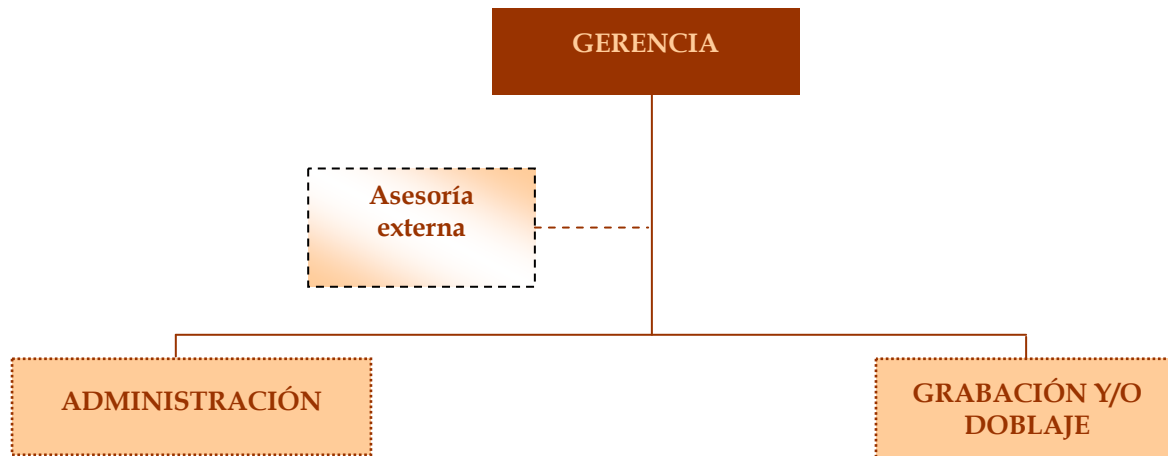 GERENCIA
Asesoría
externa
ADMINISTRACIÓN
GRABACIÓN Y/O
DOBLAJE